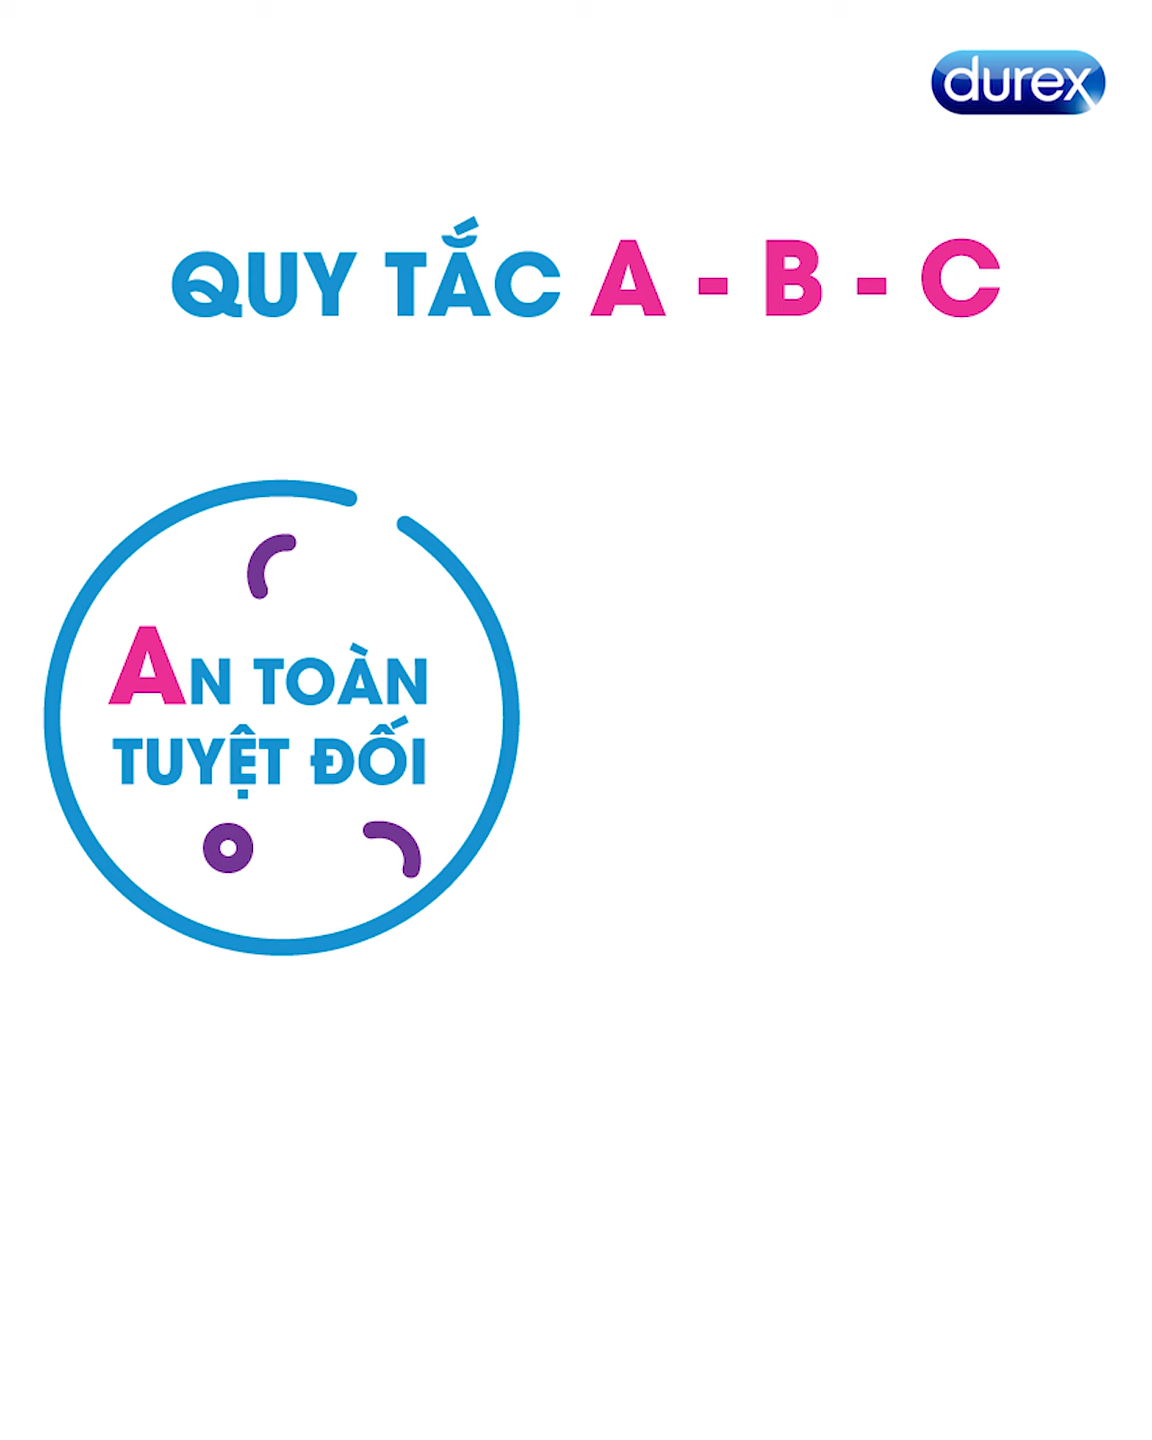 durex
QUY TẮC A - B - C
AN TOÀN
TUYỆT ĐỐI